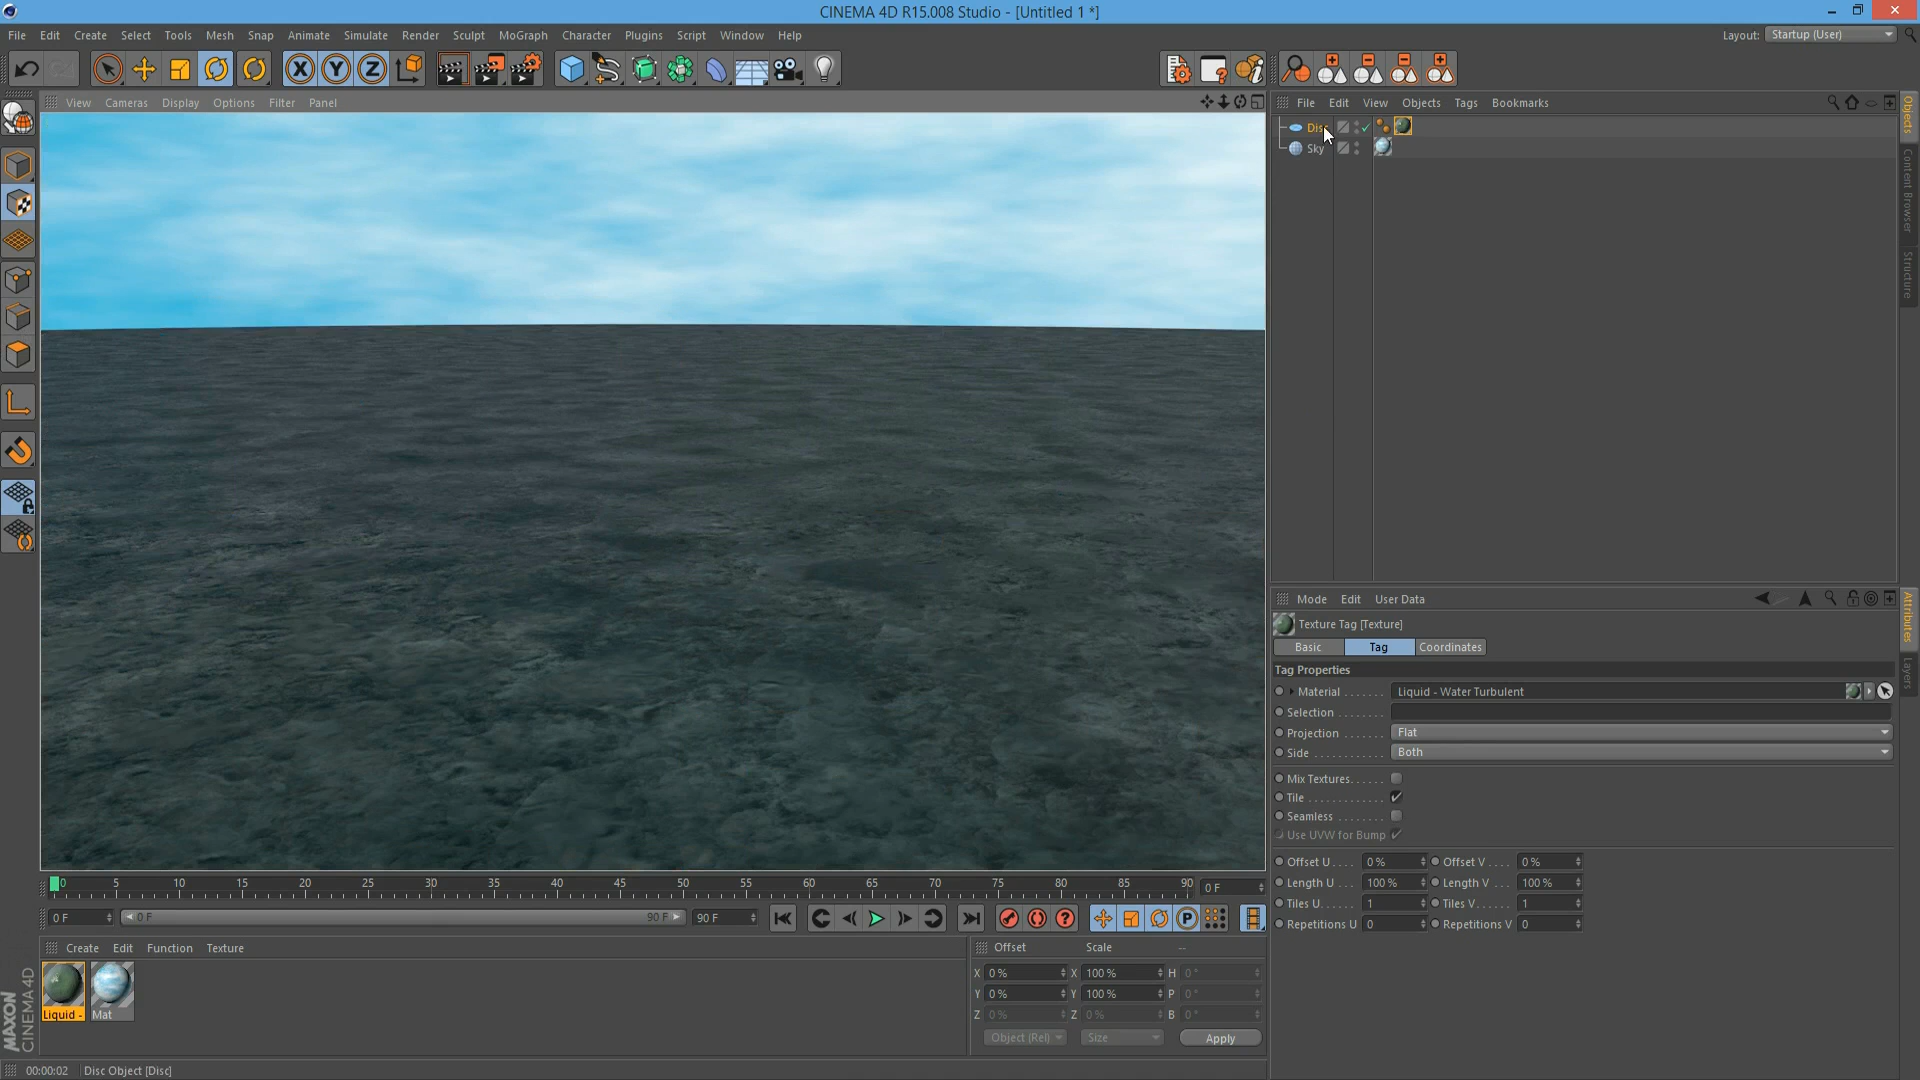 CINEMA 4D R15.008 Studio - [Untitled 1 *]
File Edit Create Select Tools Mesh Snap Animate Simulate Render Sculpt MoGraph Character Plugins Script Window Help
Layout: Startup (User)
X Y Z
View Cameras Display Options Filter Panel
File Edit View Objects Tags Bookmarks
Disc
Sky
Objects
Content Browser
Structure
Mode Edit User Data
Texture Tag [Texture]
Basic Tag Coordinates
Tag Properties
Material Liquid - Water Turbulent
Selection
Projection Flat
Side Both
Mix Textures
Tile
Seamless
Use UVW for Bump
Offset U 0 % Offset V 0 %
Length U 100 % Length V 100 %
Tiles U 1 Tiles V 1
Repetitions U 0 Repetitions V 0
Attributes
Layers
0 5 10 15 20 25 30 35 40 45 50 55 60 65 70 75 80 85 90 0 F
0 F 0 F 90 F 90 F
P
Create Edit Function Texture
Liquid -
Mat
Offset Scale --
X 0 % X 100 % H 0 °
Y 0 % Y 100 % P 0 °
Z 0 % Z 0 % B 0 °
Object (Rel) Size Apply
MAXON
CINEMA 4D
00:00:02 Disc Object [Disc]